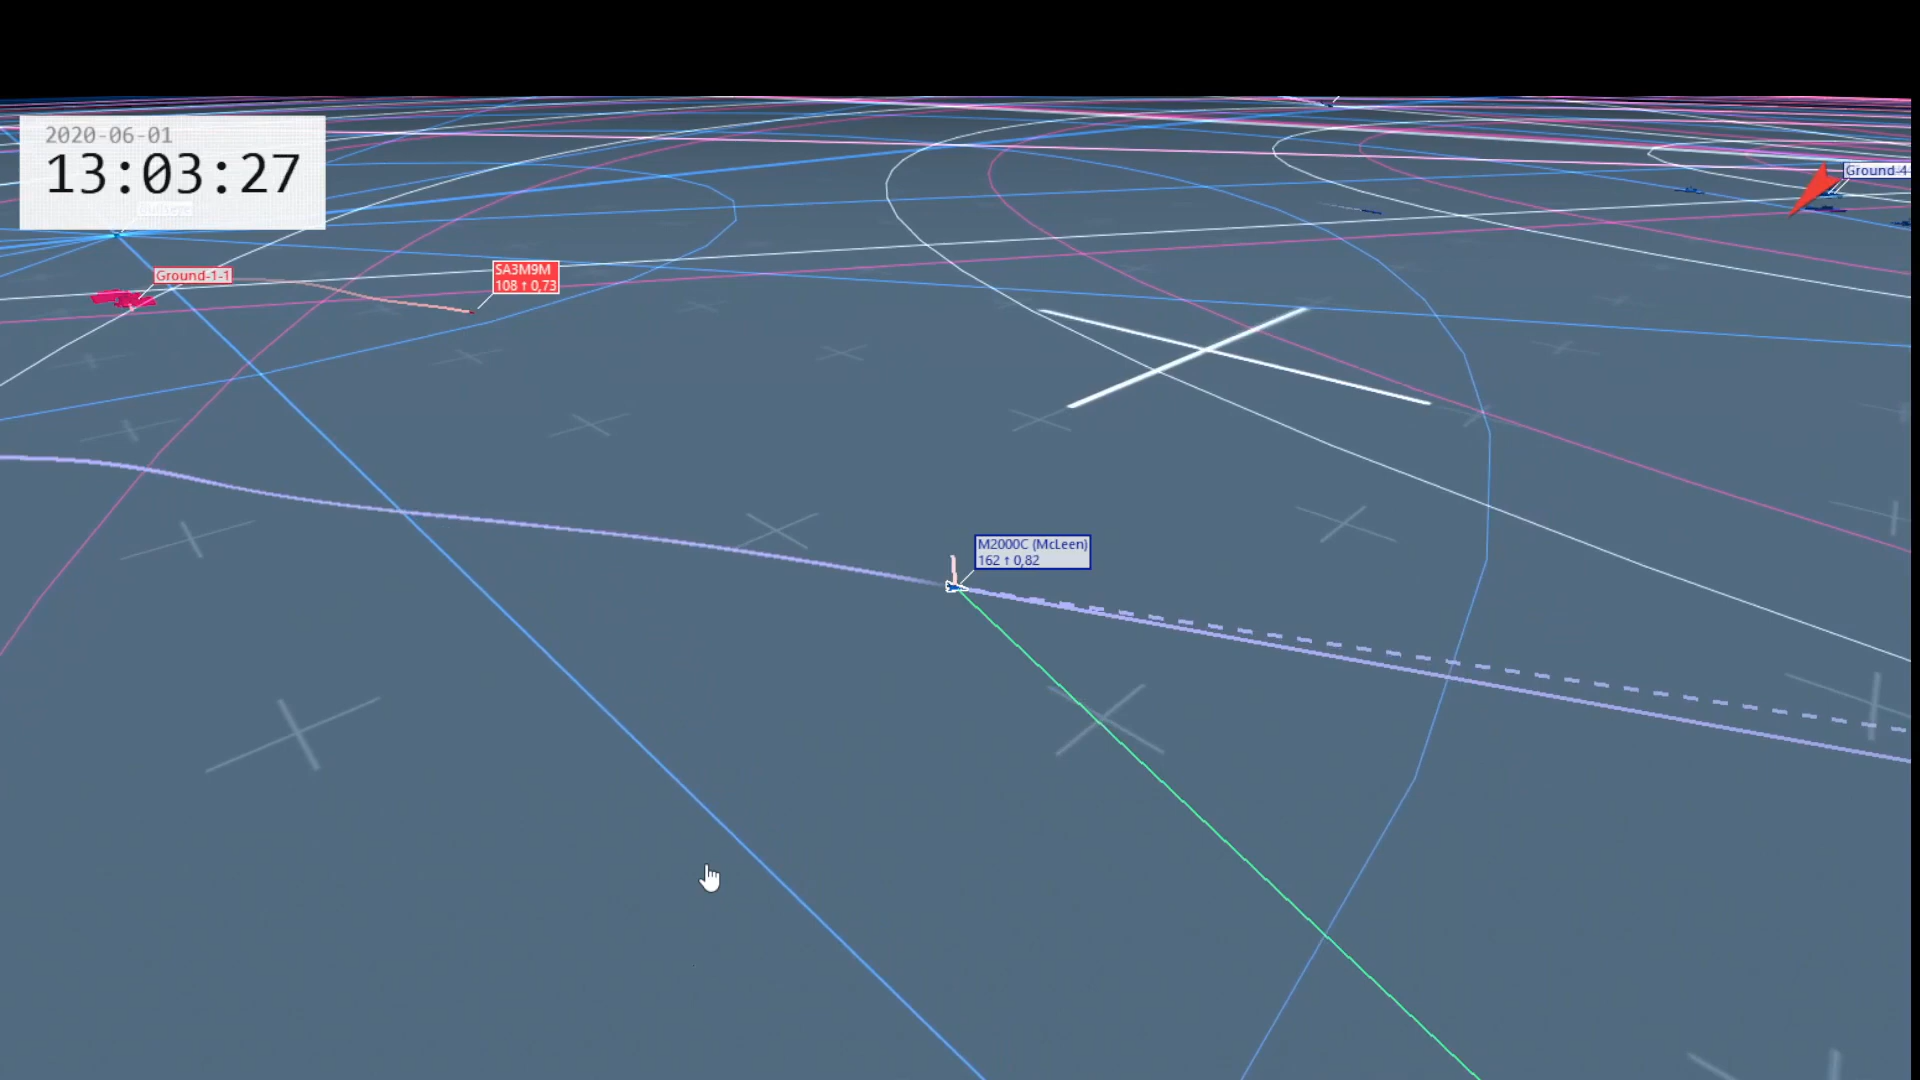 2020-06-01
13:03:27
Bullseye
Ground-4
Ground-1-1
SA3M9M
108 ↑ 0,73
M2000C (McLeen)
162 ↑ 0,82